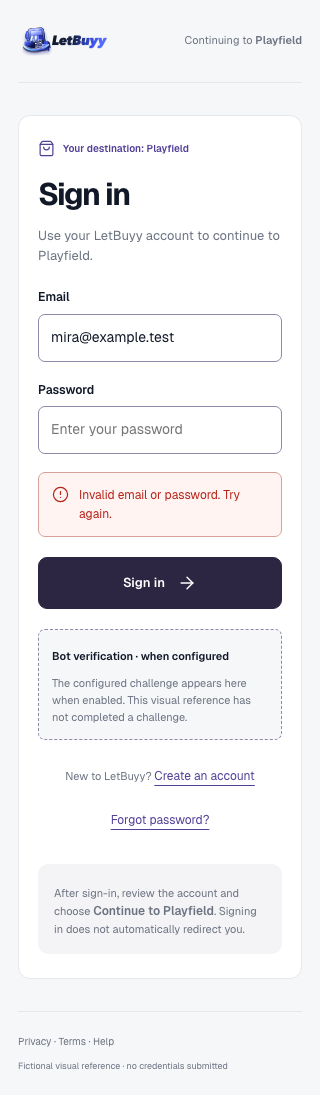 LetBuyy
Continuing to Playfield
Your destination: Playfield
Sign in
Use your LetBuyy account to continue to
Playfield.
Email
mira@example.test
Password
Enter your password
Invalid email or password. Try
again.
Sign in
Bot verification · when configured
The configured challenge appears here
when enabled. This visual reference has
not completed a challenge.
New to LetBuyy? Create an account
Forgot password?
After sign-in, review the account and
choose Continue to Playfield. Signing
in does not automatically redirect you.
Privacy · Terms · Help
Fictional visual reference · no credentials submitted